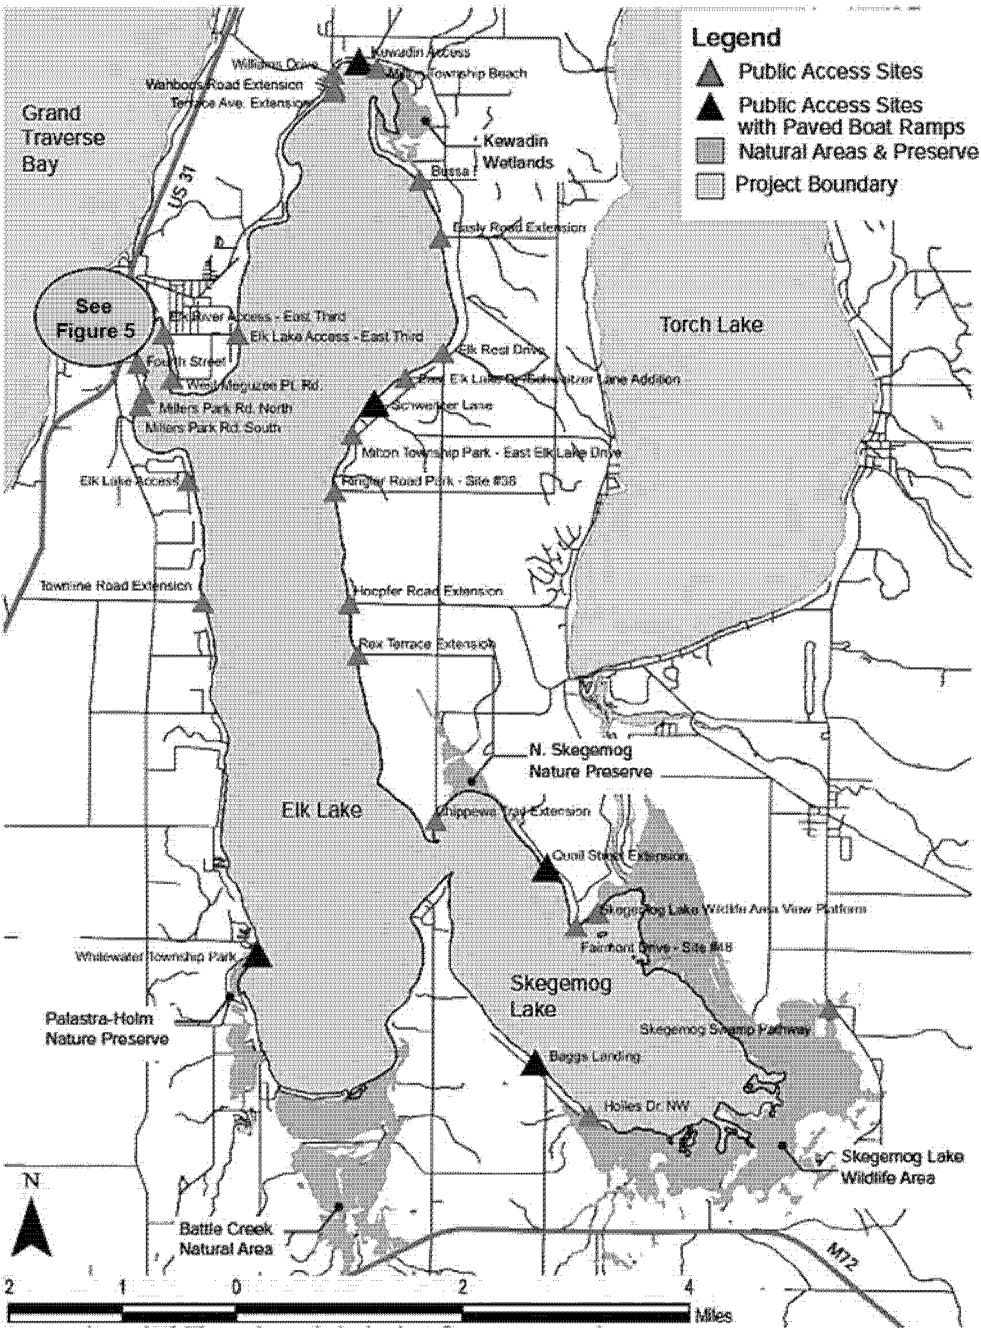 Legend
Public Access Sites
Public Access Sites
with Paved Boat Ramps
Natural Areas & Preserve
Project Boundary
Kewadin Access
Williams Drive
Milton Township Beach
Wahboos Road Extension
Terrace Ave. Extension
Grand
Traverse
Bay
Kewadin
Wetlands
Bussa
US 31
Easly Road Extension
See
Figure 5
Elk River Access - East Third
Elk Lake Access - East Third
Torch Lake
Elk Rest Drive
Fourth Street
West Meguzee Pt. Rd.
East Elk Lake Dr/Schweitzer Lane Addition
Millers Park Rd. North
Schweitzer Lane
Millers Park Rd. South
Milton Township Park - East Elk Lake Drive
Elk Lake Access
Ringler Road Park - Site #38
Townline Road Extension
Hoopfer Road Extension
Rex Terrace Extension
N. Skegemog
Nature Preserve
Elk Lake
Chippewa Trail Extension
Quail Street Extension
Skegemog Lake Wildlife Area View Platform
Fairmont Drive - Site #48
Whitewater Township Park
Skegemog
Lake
Palastra-Holm
Nature Preserve
Skegemog Swamp Pathway
Baggs Landing
Hoiles Dr. NW
Skegemog Lake
Wildlife Area
N
Battle Creek
Natural Area
M72
2 1 0 2 4
Miles